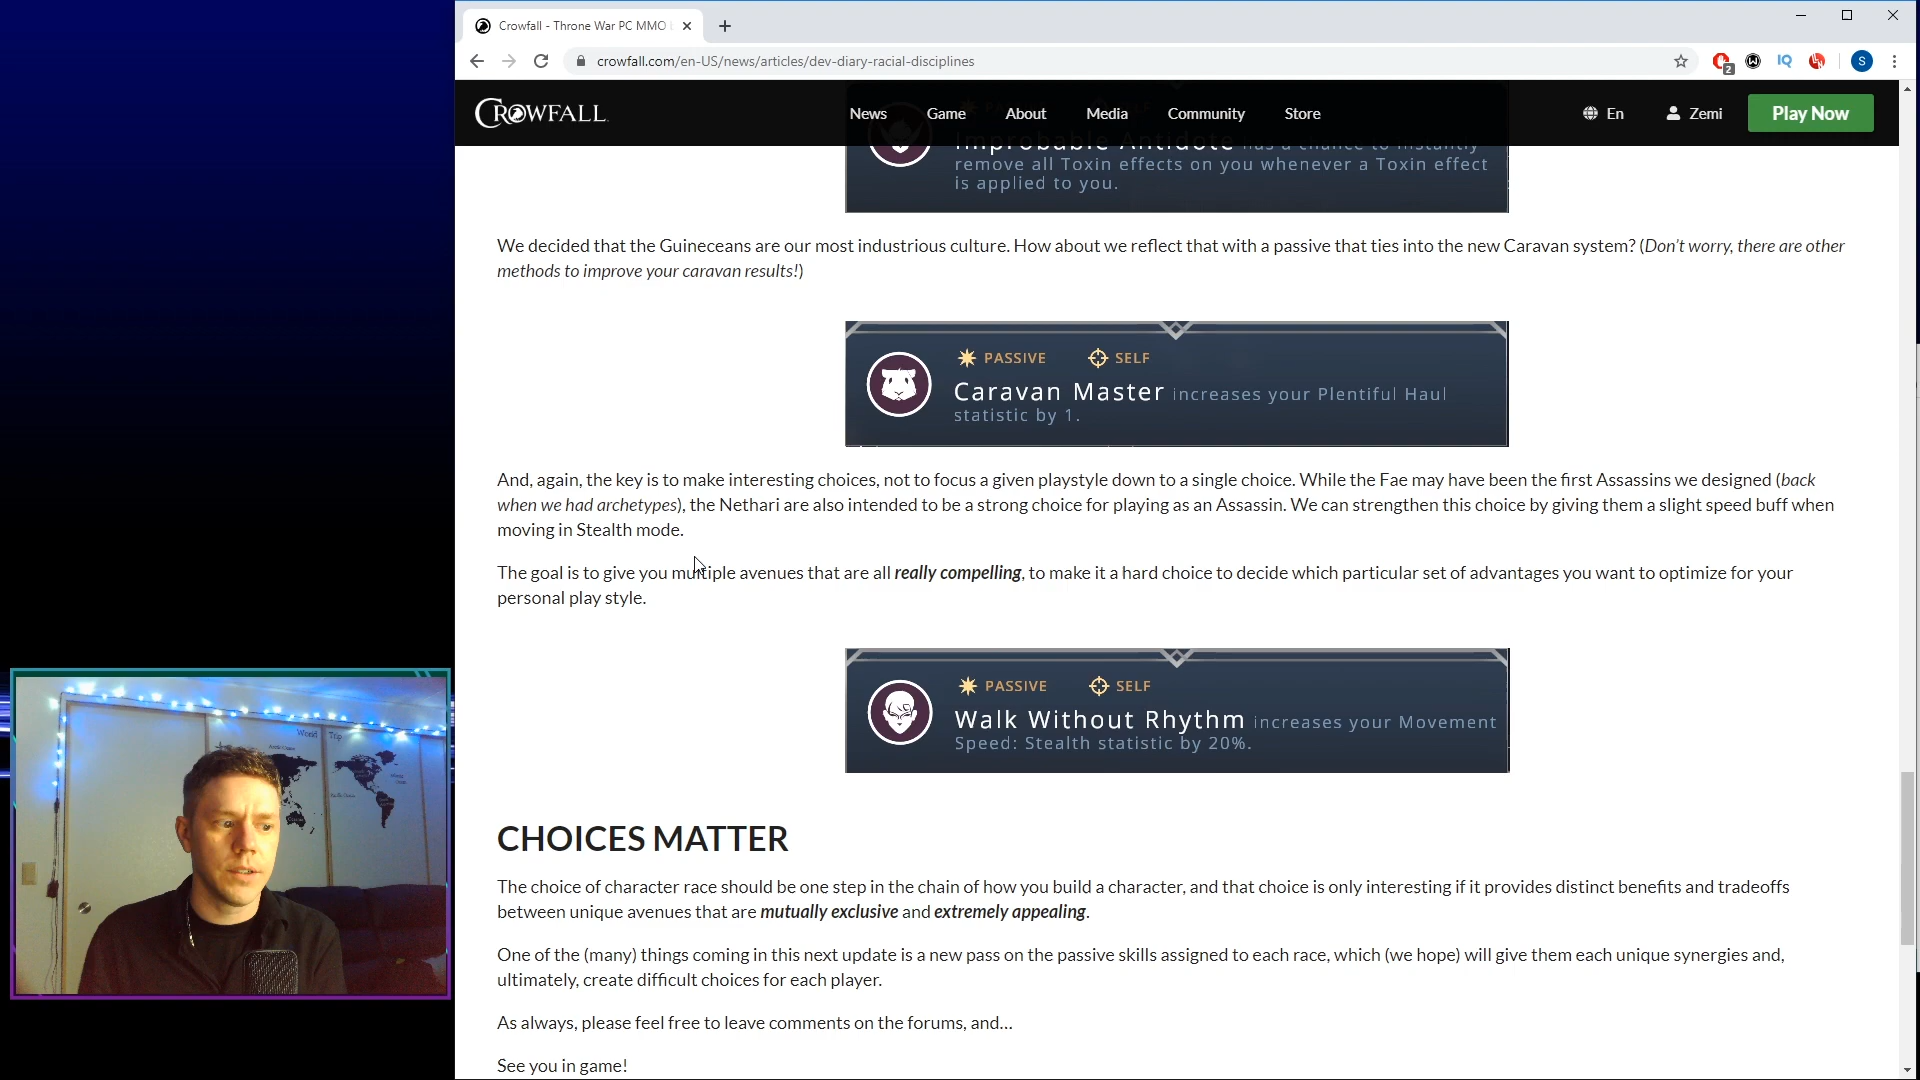 Crowfall - Throne War PC MMO
crowfall.com/en-US/news/articles/dev-diary-racial-disciplines
2
IQ
S
CROWFALL
News
Game
About
Media
Community
Store
En
Zemi
Play Now
Improbable Antidote has a chance to instantly
remove all Toxin effects on you whenever a Toxin effect
is applied to you.
We decided that the Guineceans are our most industrious culture. How about we reflect that with a passive that ties into the new Caravan system? (Don't worry, there are other
methods to improve your caravan results!)
PASSIVE SELF
Caravan Master increases your Plentiful Haul
statistic by 1.
And, again, the key is to make interesting choices, not to focus a given playstyle down to a single choice. While the Fae may have been the first Assassins we designed (back
when we had archetypes), the Nethari are also intended to be a strong choice for playing as an Assassin. We can strengthen this choice by giving them a slight speed buff when
moving in Stealth mode.
The goal is to give you multiple avenues that are all really compelling, to make it a hard choice to decide which particular set of advantages you want to optimize for your
personal play style.
PASSIVE SELF
Walk Without Rhythm increases your Movement
Speed: Stealth statistic by 20%.
CHOICES MATTER
The choice of character race should be one step in the chain of how you build a character, and that choice is only interesting if it provides distinct benefits and tradeoffs
between unique avenues that are mutually exclusive and extremely appealing.
One of the (many) things coming in this next update is a new pass on the passive skills assigned to each race, which (we hope) will give them each unique synergies and,
ultimately, create difficult choices for each player.
As always, please feel free to leave comments on the forums, and...
See you in game!
World Trip